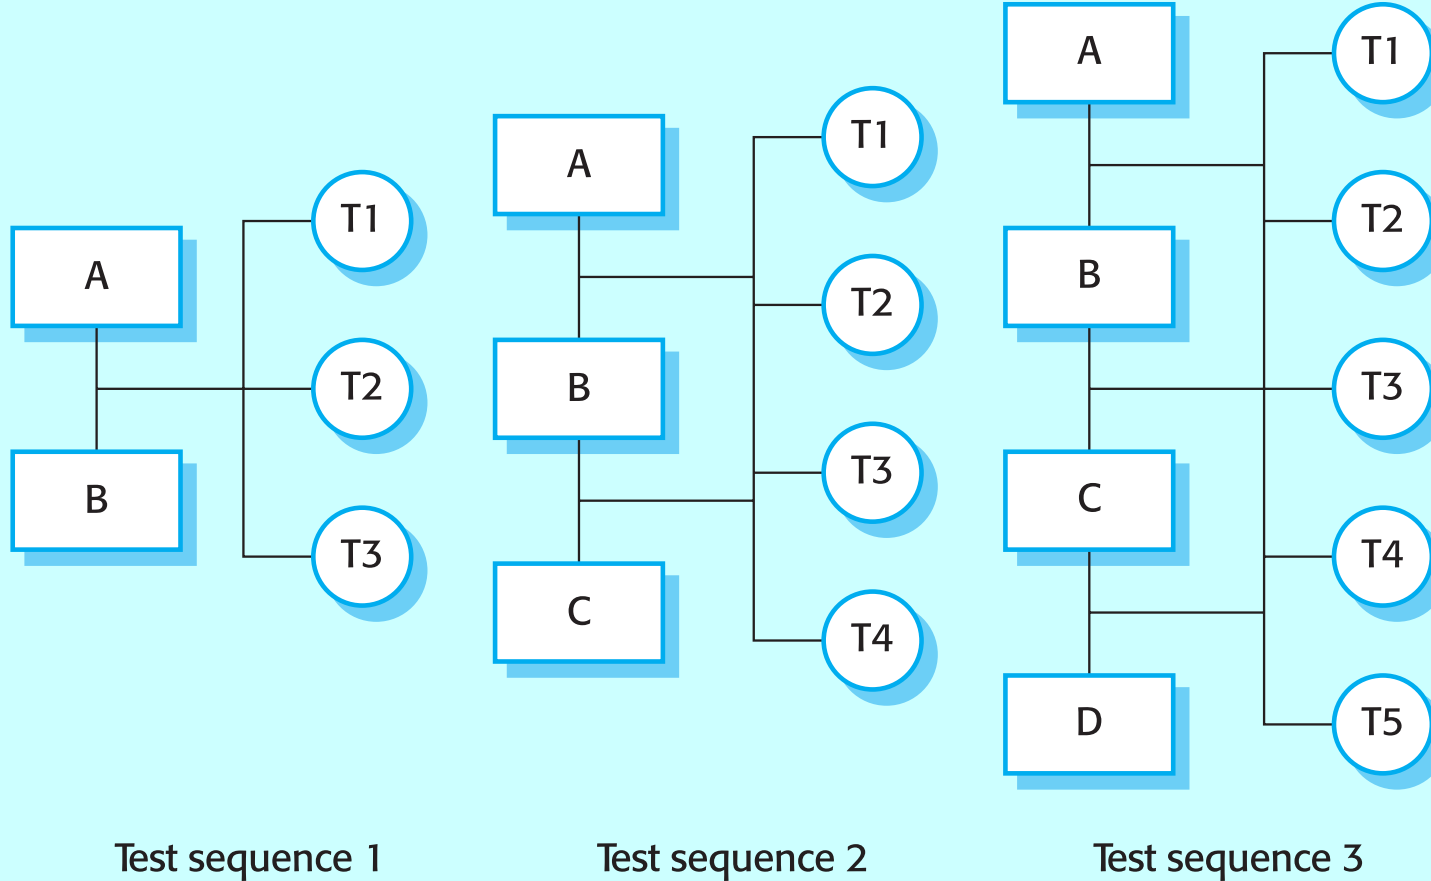 A
B
T1
T2
T3
Test sequence 1
A
B
C
T1
T2
T3
T4
Test sequence 2
A
B
C
D
T1
T2
T3
T4
T5
Test sequence 3